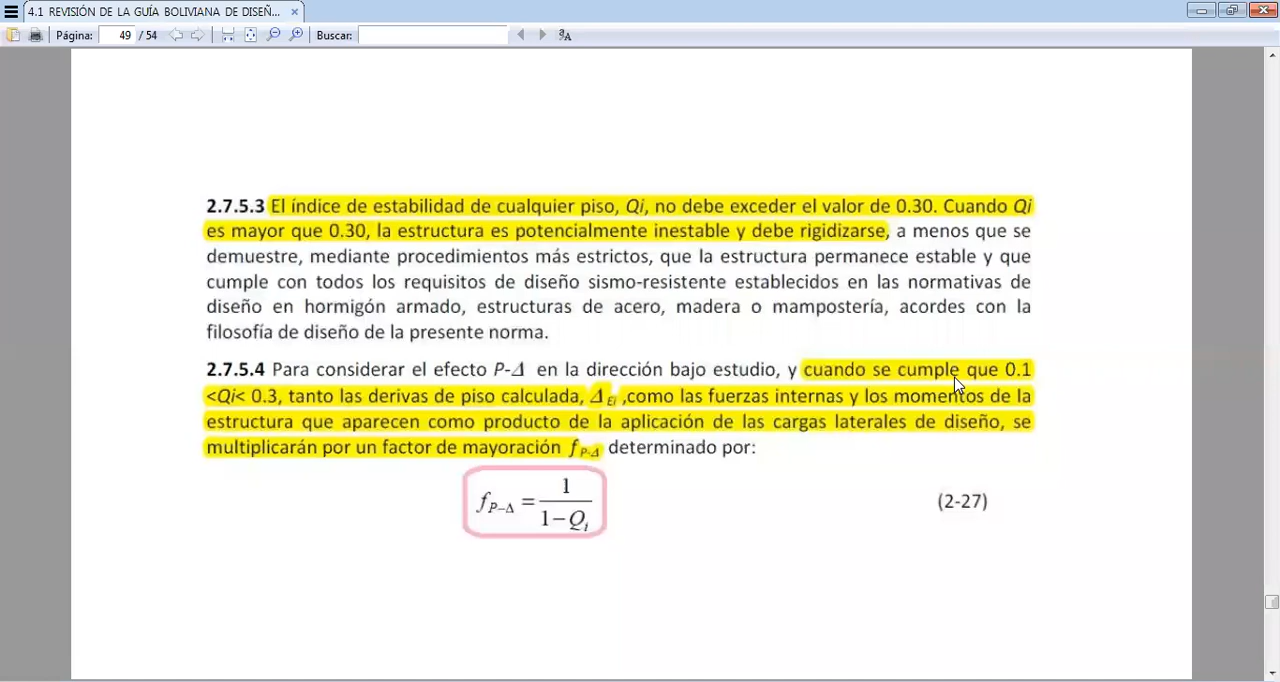 4.1 REVISIÓN DE LA GUÍA BOLIVIANA DE DISEÑ...
Página: 49 / 54 Buscar:
2.7.5.3 El índice de estabilidad de cualquier piso, Qi, no debe exceder el valor de 0.30. Cuando Qi
es mayor que 0.30, la estructura es potencialmente inestable y debe rigidizarse, a menos que se
demuestre, mediante procedimientos más estrictos, que la estructura permanece estable y que
cumple con todos los requisitos de diseño sismo-resistente establecidos en las normativas de
diseño en hormigón armado, estructuras de acero, madera o mampostería, acordes con la
filosofía de diseño de la presente norma.
2.7.5.4 Para considerar el efecto P-Δ en la dirección bajo estudio, y cuando se cumple que 0.1
<Qi< 0.3, tanto las derivas de piso calculada, Δ Ei ,como las fuerzas internas y los momentos de la
estructura que aparecen como producto de la aplicación de las cargas laterales de diseño, se
multiplicarán por un factor de mayoración f P-Δ determinado por:
f P−Δ = 1 / 1 − Qi (2-27)